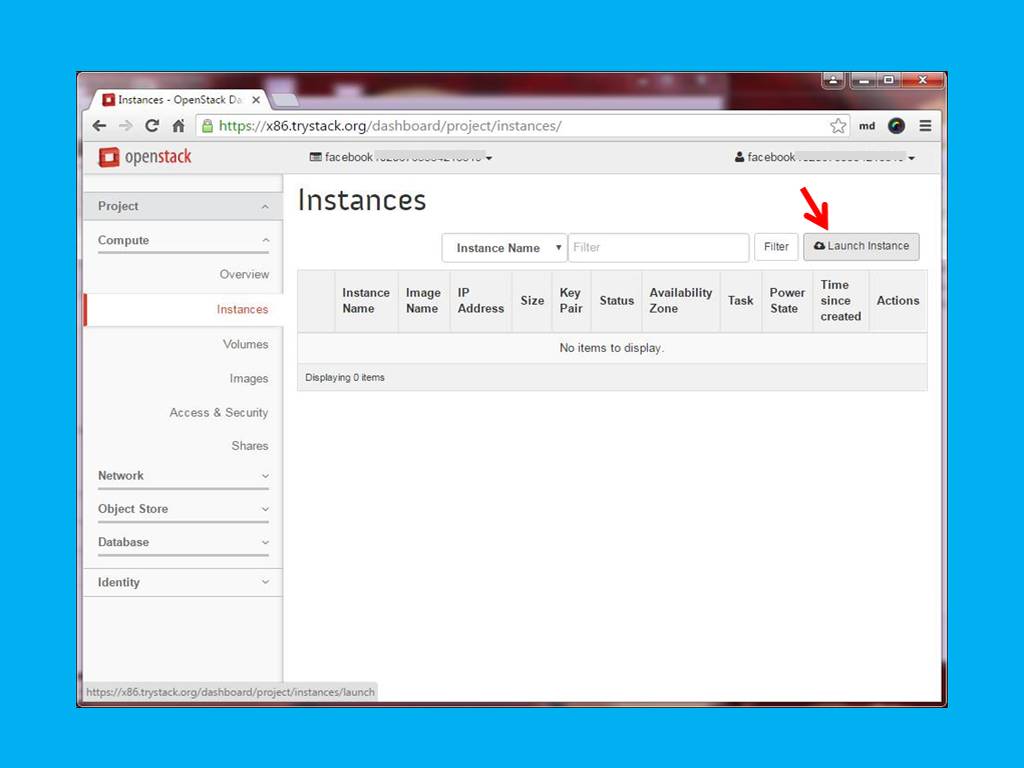 Instances - OpenStack Da
https://x86.trystack.org/dashboard/project/instances/
md
openstack
facebook
facebook
Project
Instances
Compute
Instance Name
Filter
Filter
Launch Instance
Overview
Instance Name
Image Name
IP Address
Size
Key Pair
Status
Availability Zone
Task
Power State
Time since created
Actions
Instances
Volumes
No items to display.
Images
Displaying 0 items
Access & Security
Shares
Network
Object Store
Database
Identity
https://x86.trystack.org/dashboard/project/instances/launch